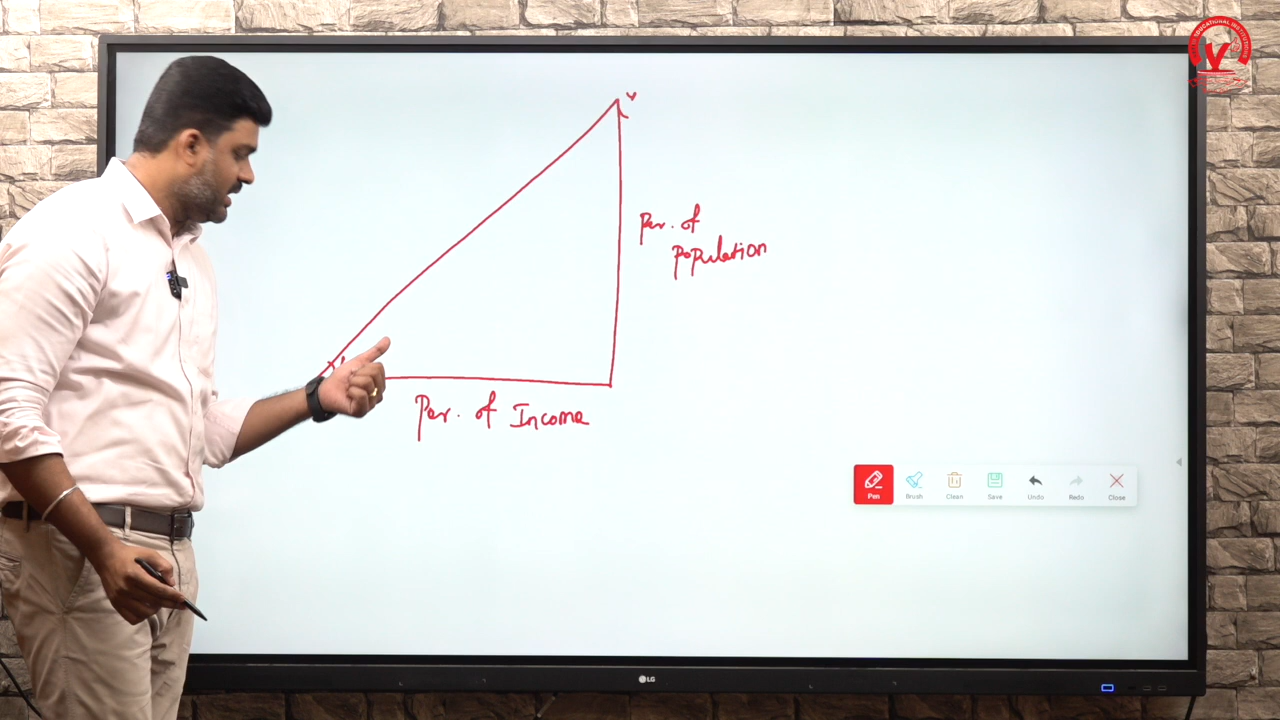 Per. of
population
Per. of Income
Pen
Brush
Clean
Save
Undo
Redo
Close
LG